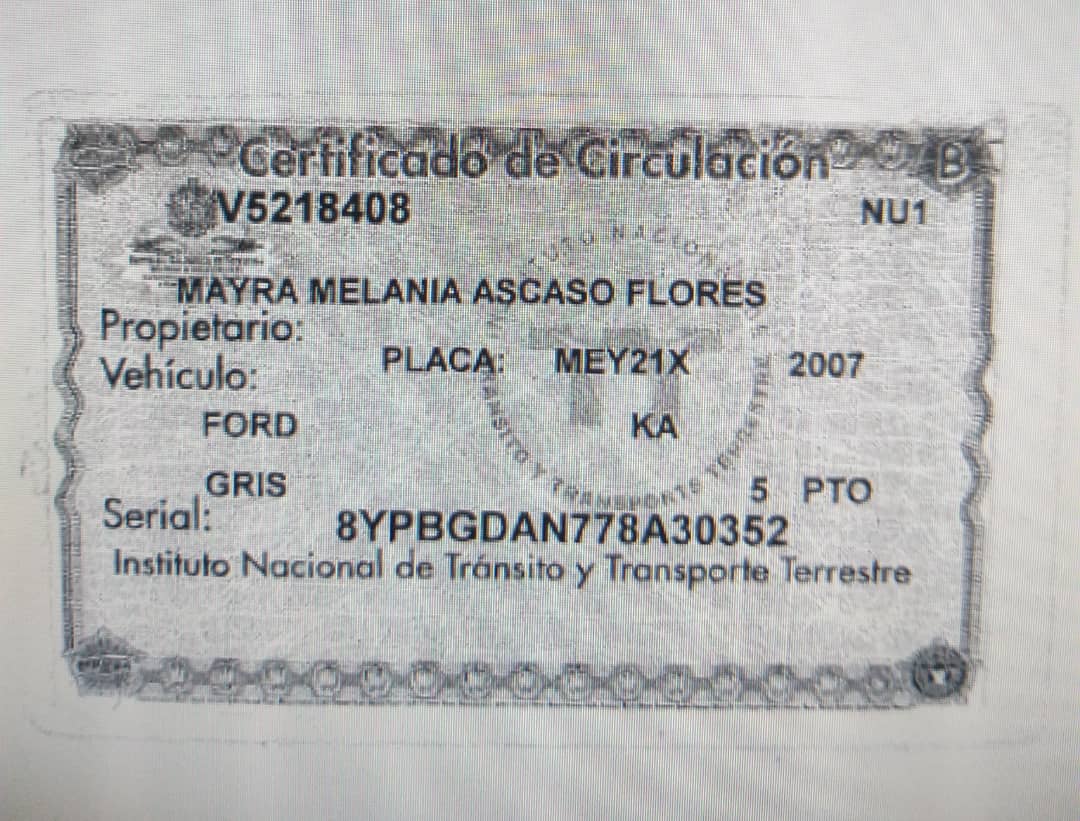 Certificado de Circulación B
V5218408 NU1
MAYRA MELANIA ASCASO FLORES
Propietario:
PLACA: MEY21X 2007
Vehículo:
FORD KA
GRIS 5 PTO
Serial: 8YPBGDAN778A30352
Instituto Nacional de Tránsito y Transporte Terrestre